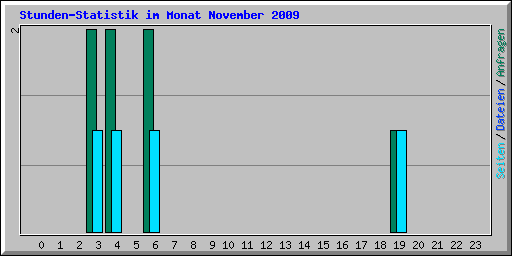 Stunden-Statistik im Monat November 2009
2
Seiten / Dateien / Anfragen
0 1 2 3 4 5 6 7 8 9 10 11 12 13 14 15 16 17 18 19 20 21 22 23